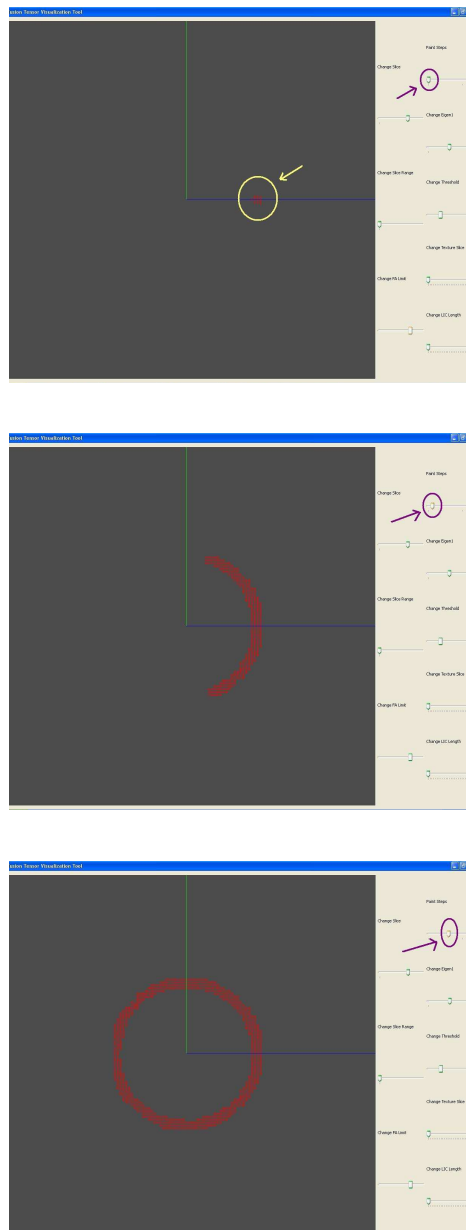 usion Tensor Visualization Tool
Paint Steps
Change Slice
Change Eigen1
Change Slice Range
Change Threshold
Change Texture Slice
Change FA Limit
Change LIC Length
usion Tensor Visualization Tool
Paint Steps
Change Slice
Change Eigen1
Change Slice Range
Change Threshold
Change Texture Slice
Change FA Limit
Change LIC Length
usion Tensor Visualization Tool
Paint Steps
Change Slice
Change Eigen1
Change Slice Range
Change Threshold
Change Texture Slice
Change FA Limit
Change LIC Length